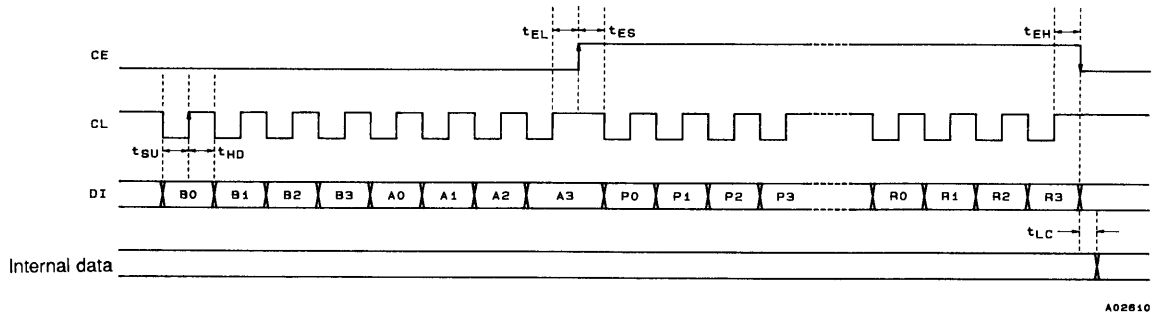 tEL tES tEH
CE
CL
tSU tHD
DI B0 B1 B2 B3 A0 A1 A2 A3 P0 P1 P2 P3 R0 R1 R2 R3
tLC
Internal data
A02610